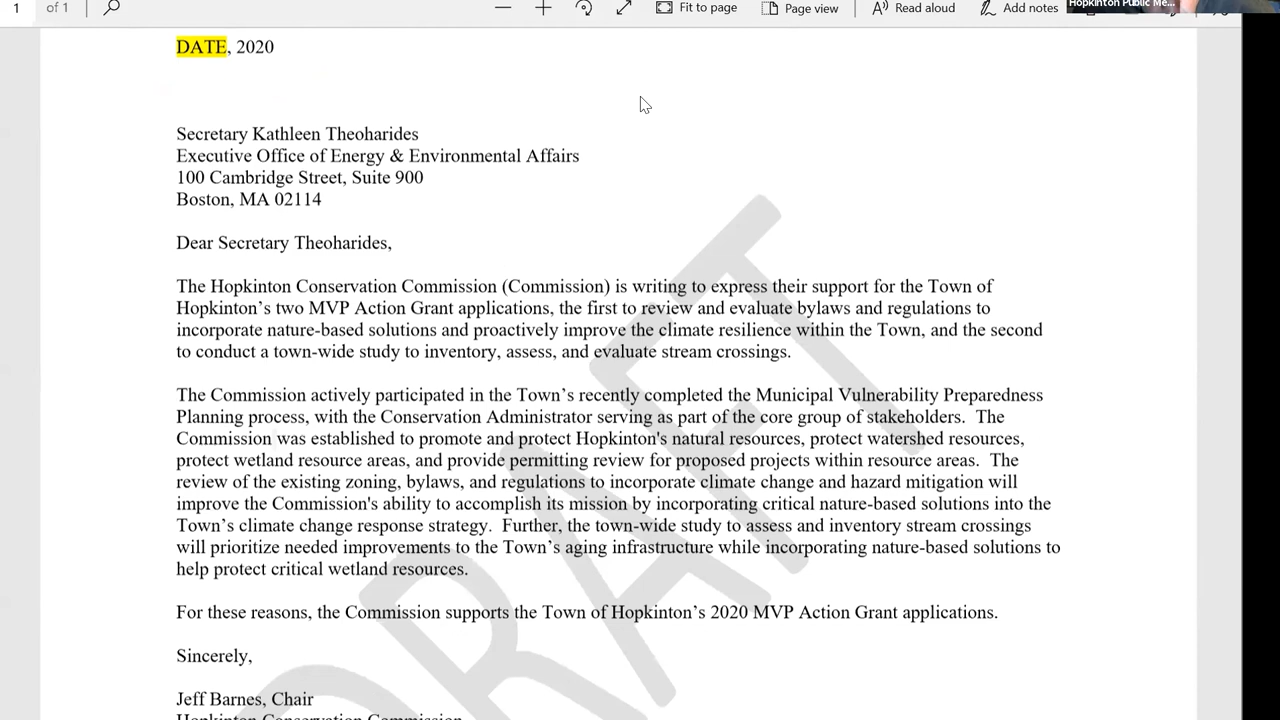 1 of 1 Fit to page Page view Read aloud Add notes Hopkinton Public Me...
DATE, 2020
Secretary Kathleen Theoharides
Executive Office of Energy & Environmental Affairs
100 Cambridge Street, Suite 900
Boston, MA 02114
Dear Secretary Theoharides,
The Hopkinton Conservation Commission (Commission) is writing to express their support for the Town of
Hopkinton’s two MVP Action Grant applications, the first to review and evaluate bylaws and regulations to
incorporate nature-based solutions and proactively improve the climate resilience within the Town, and the second
to conduct a town-wide study to inventory, assess, and evaluate stream crossings.
The Commission actively participated in the Town’s recently completed the Municipal Vulnerability Preparedness
Planning process, with the Conservation Administrator serving as part of the core group of stakeholders.  The
Commission was established to promote and protect Hopkinton's natural resources, protect watershed resources,
protect wetland resource areas, and provide permitting review for proposed projects within resource areas.  The
review of the existing zoning, bylaws, and regulations to incorporate climate change and hazard mitigation will
improve the Commission's ability to accomplish its mission by incorporating critical nature-based solutions into the
Town’s climate change response strategy.  Further, the town-wide study to assess and inventory stream crossings
will prioritize needed improvements to the Town’s aging infrastructure while incorporating nature-based solutions to
help protect critical wetland resources.
For these reasons, the Commission supports the Town of Hopkinton’s 2020 MVP Action Grant applications.
Sincerely,
Jeff Barnes, Chair
Hopkinton Conservation Commission
DRAFT